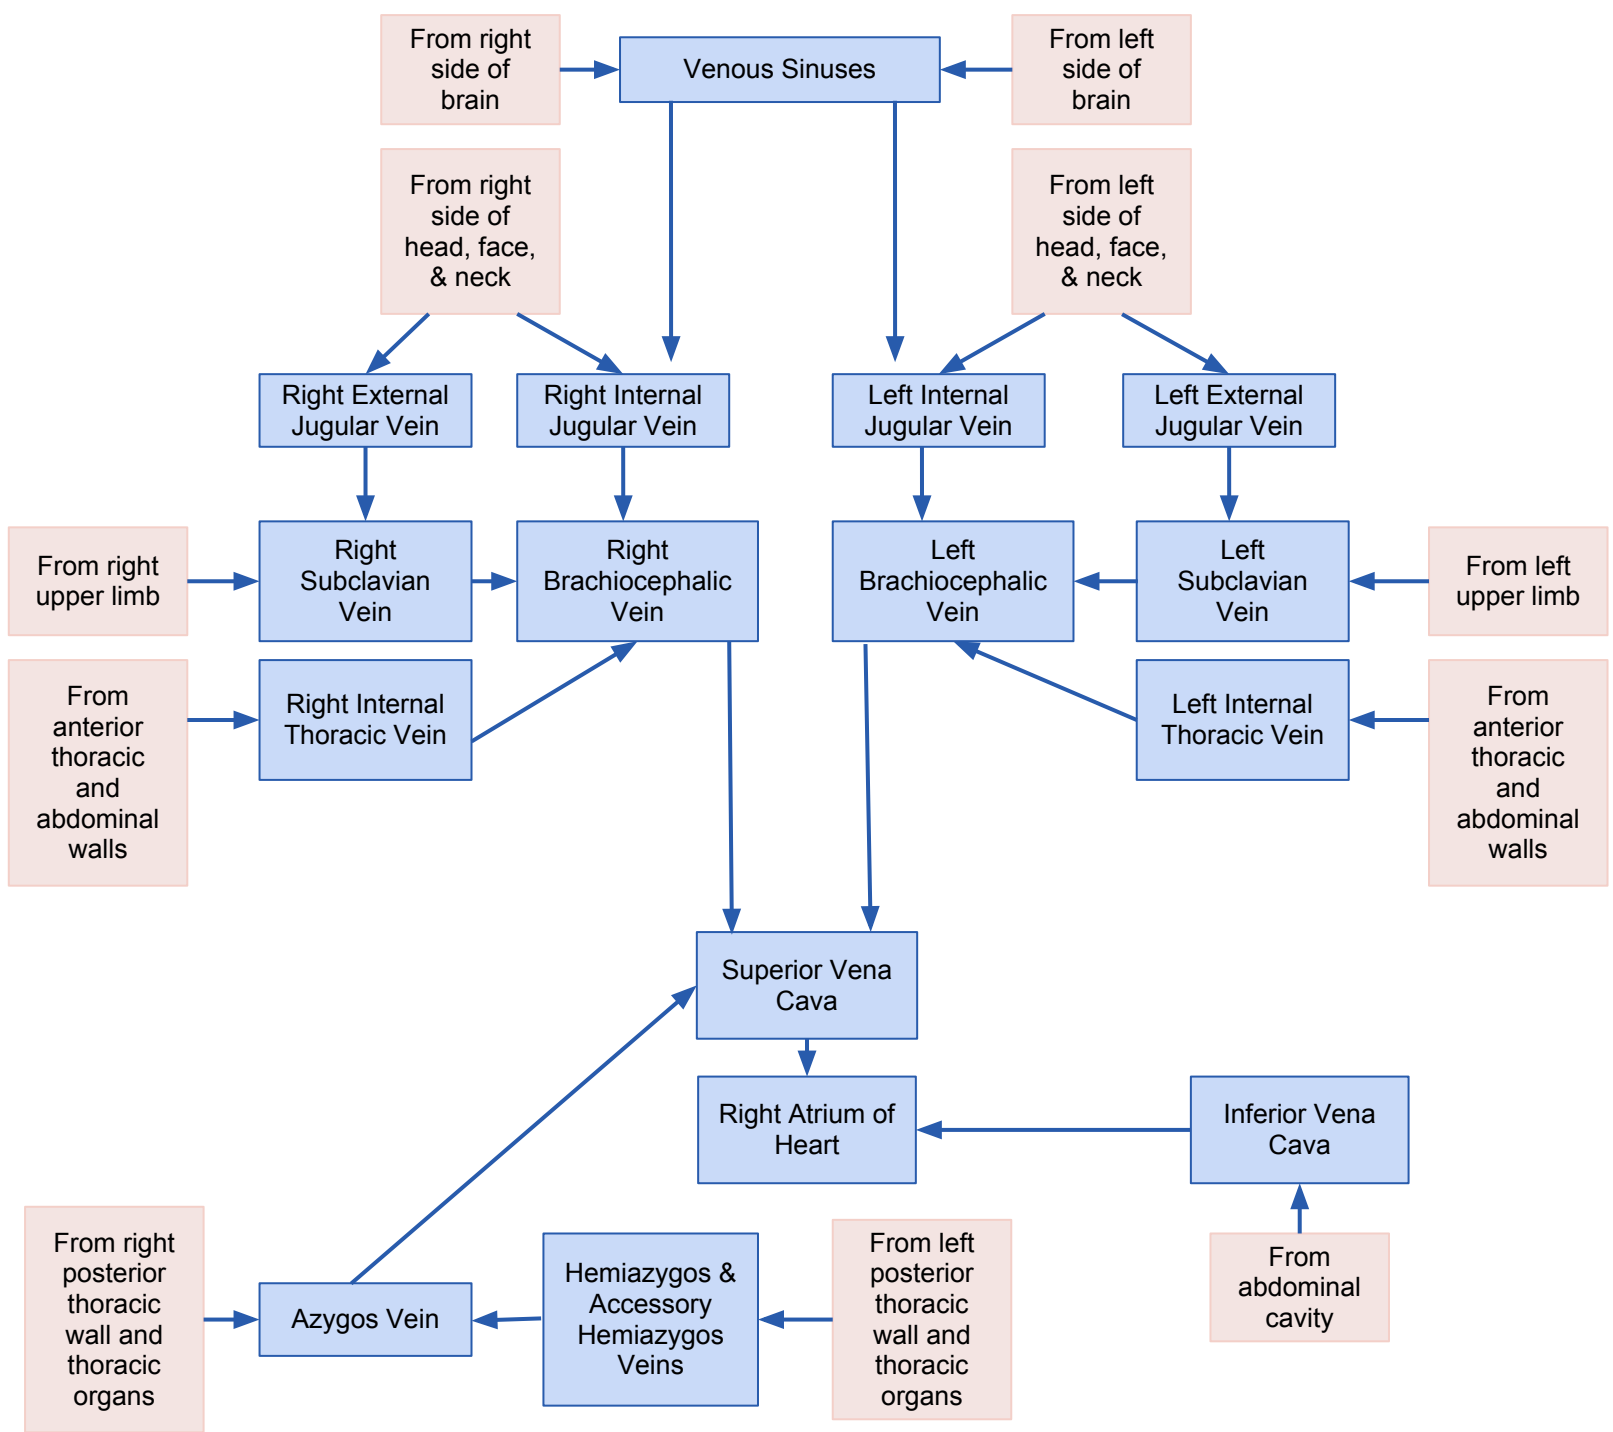 From right
side of
brain
Venous Sinuses
From left
side of
brain
From right
side of
head, face,
& neck
From left
side of
head, face,
& neck
Right External
Jugular Vein
Right Internal
Jugular Vein
Left Internal
Jugular Vein
Left External
Jugular Vein
From right
upper limb
Right
Subclavian
Vein
Right
Brachiocephalic
Vein
Left
Brachiocephalic
Vein
Left
Subclavian
Vein
From left
upper limb
From
anterior
thoracic
and
abdominal
walls
Right Internal
Thoracic Vein
Left Internal
Thoracic Vein
From
anterior
thoracic
and
abdominal
walls
Superior Vena
Cava
Right Atrium of
Heart
Inferior Vena
Cava
From right
posterior
thoracic
wall and
thoracic
organs
Azygos Vein
Hemiazygos &
Accessory
Hemiazygos
Veins
From left
posterior
thoracic
wall and
thoracic
organs
From
abdominal
cavity